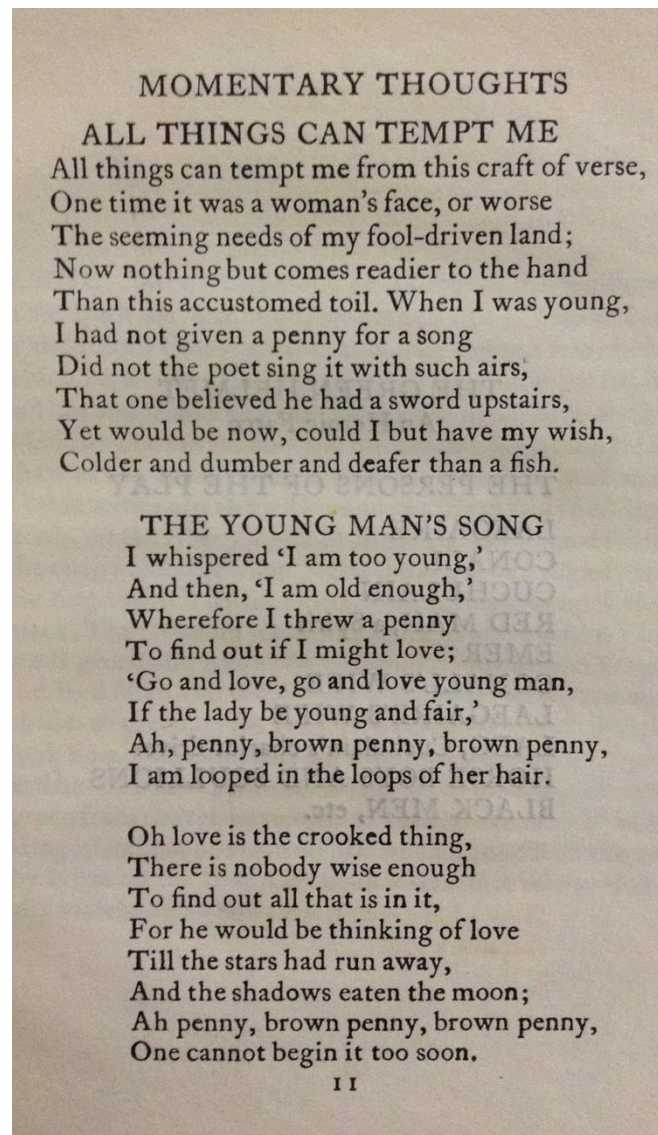 MOMENTARY THOUGHTS
ALL THINGS CAN TEMPT ME
All things can tempt me from this craft of verse,
One time it was a woman's face, or worse
The seeming needs of my fool-driven land;
Now nothing but comes readier to the hand
Than this accustomed toil. When I was young,
I had not given a penny for a song
Did not the poet sing it with such airs,
That one believed he had a sword upstairs,
Yet would be now, could I but have my wish,
Colder and dumber and deafer than a fish.
THE YOUNG MAN'S SONG
I whispered ‘I am too young,’
And then, ‘I am old enough,’
Wherefore I threw a penny
To find out if I might love;
‘Go and love, go and love young man,
If the lady be young and fair,’
Ah, penny, brown penny, brown penny,
I am looped in the loops of her hair.
Oh love is the crooked thing,
There is nobody wise enough
To find out all that is in it,
For he would be thinking of love
Till the stars had run away,
And the shadows eaten the moon;
Ah penny, brown penny, brown penny,
One cannot begin it too soon.
11